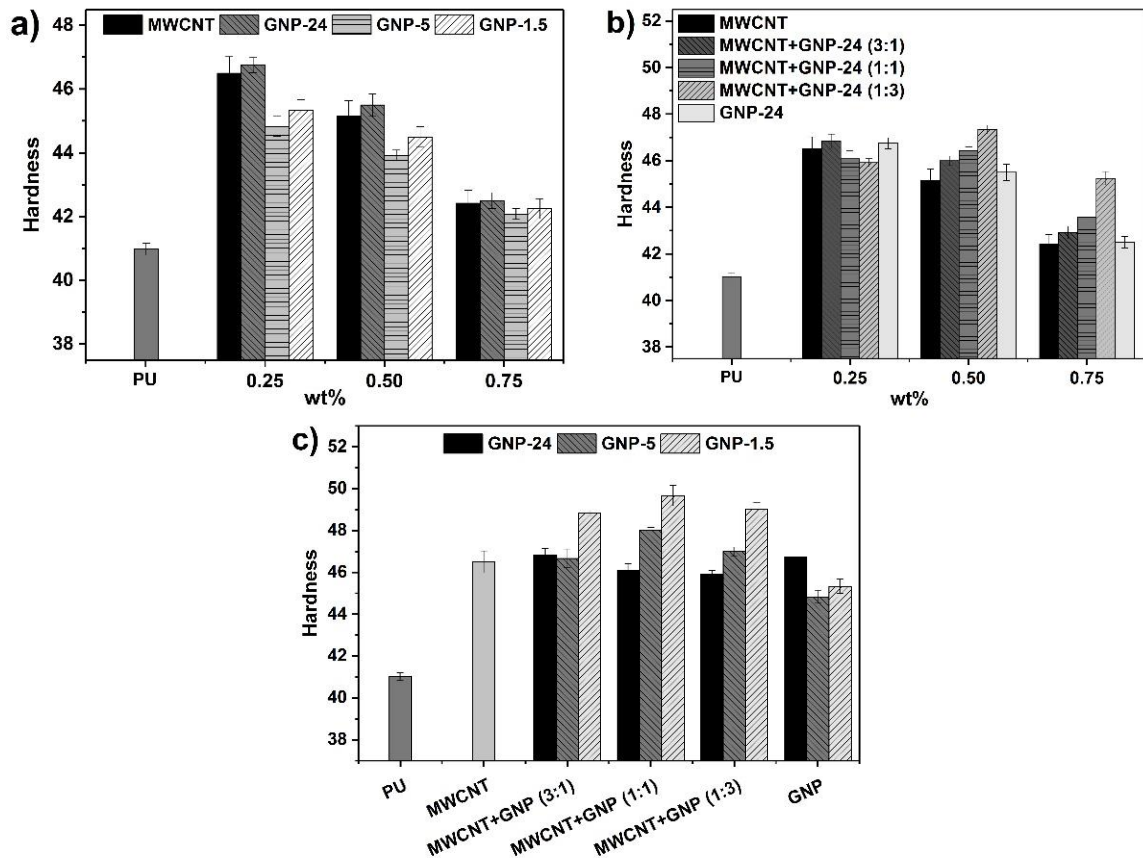 a)
MWCNT GNP-24 GNP-5 GNP-1.5
48
46
44
42
40
38
Hardness
PU 0.25 0.50 0.75
wt%
b)
MWCNT
MWCNT+GNP-24 (3:1)
MWCNT+GNP-24 (1:1)
MWCNT+GNP-24 (1:3)
GNP-24
52
50
48
46
44
42
40
38
Hardness
PU 0.25 0.50 0.75
wt%
c)
GNP-24 GNP-5 GNP-1.5
52
50
48
46
44
42
40
38
Hardness
PU
MWCNT
MWCNT+GNP (3:1)
MWCNT+GNP (1:1)
MWCNT+GNP (1:3)
GNP